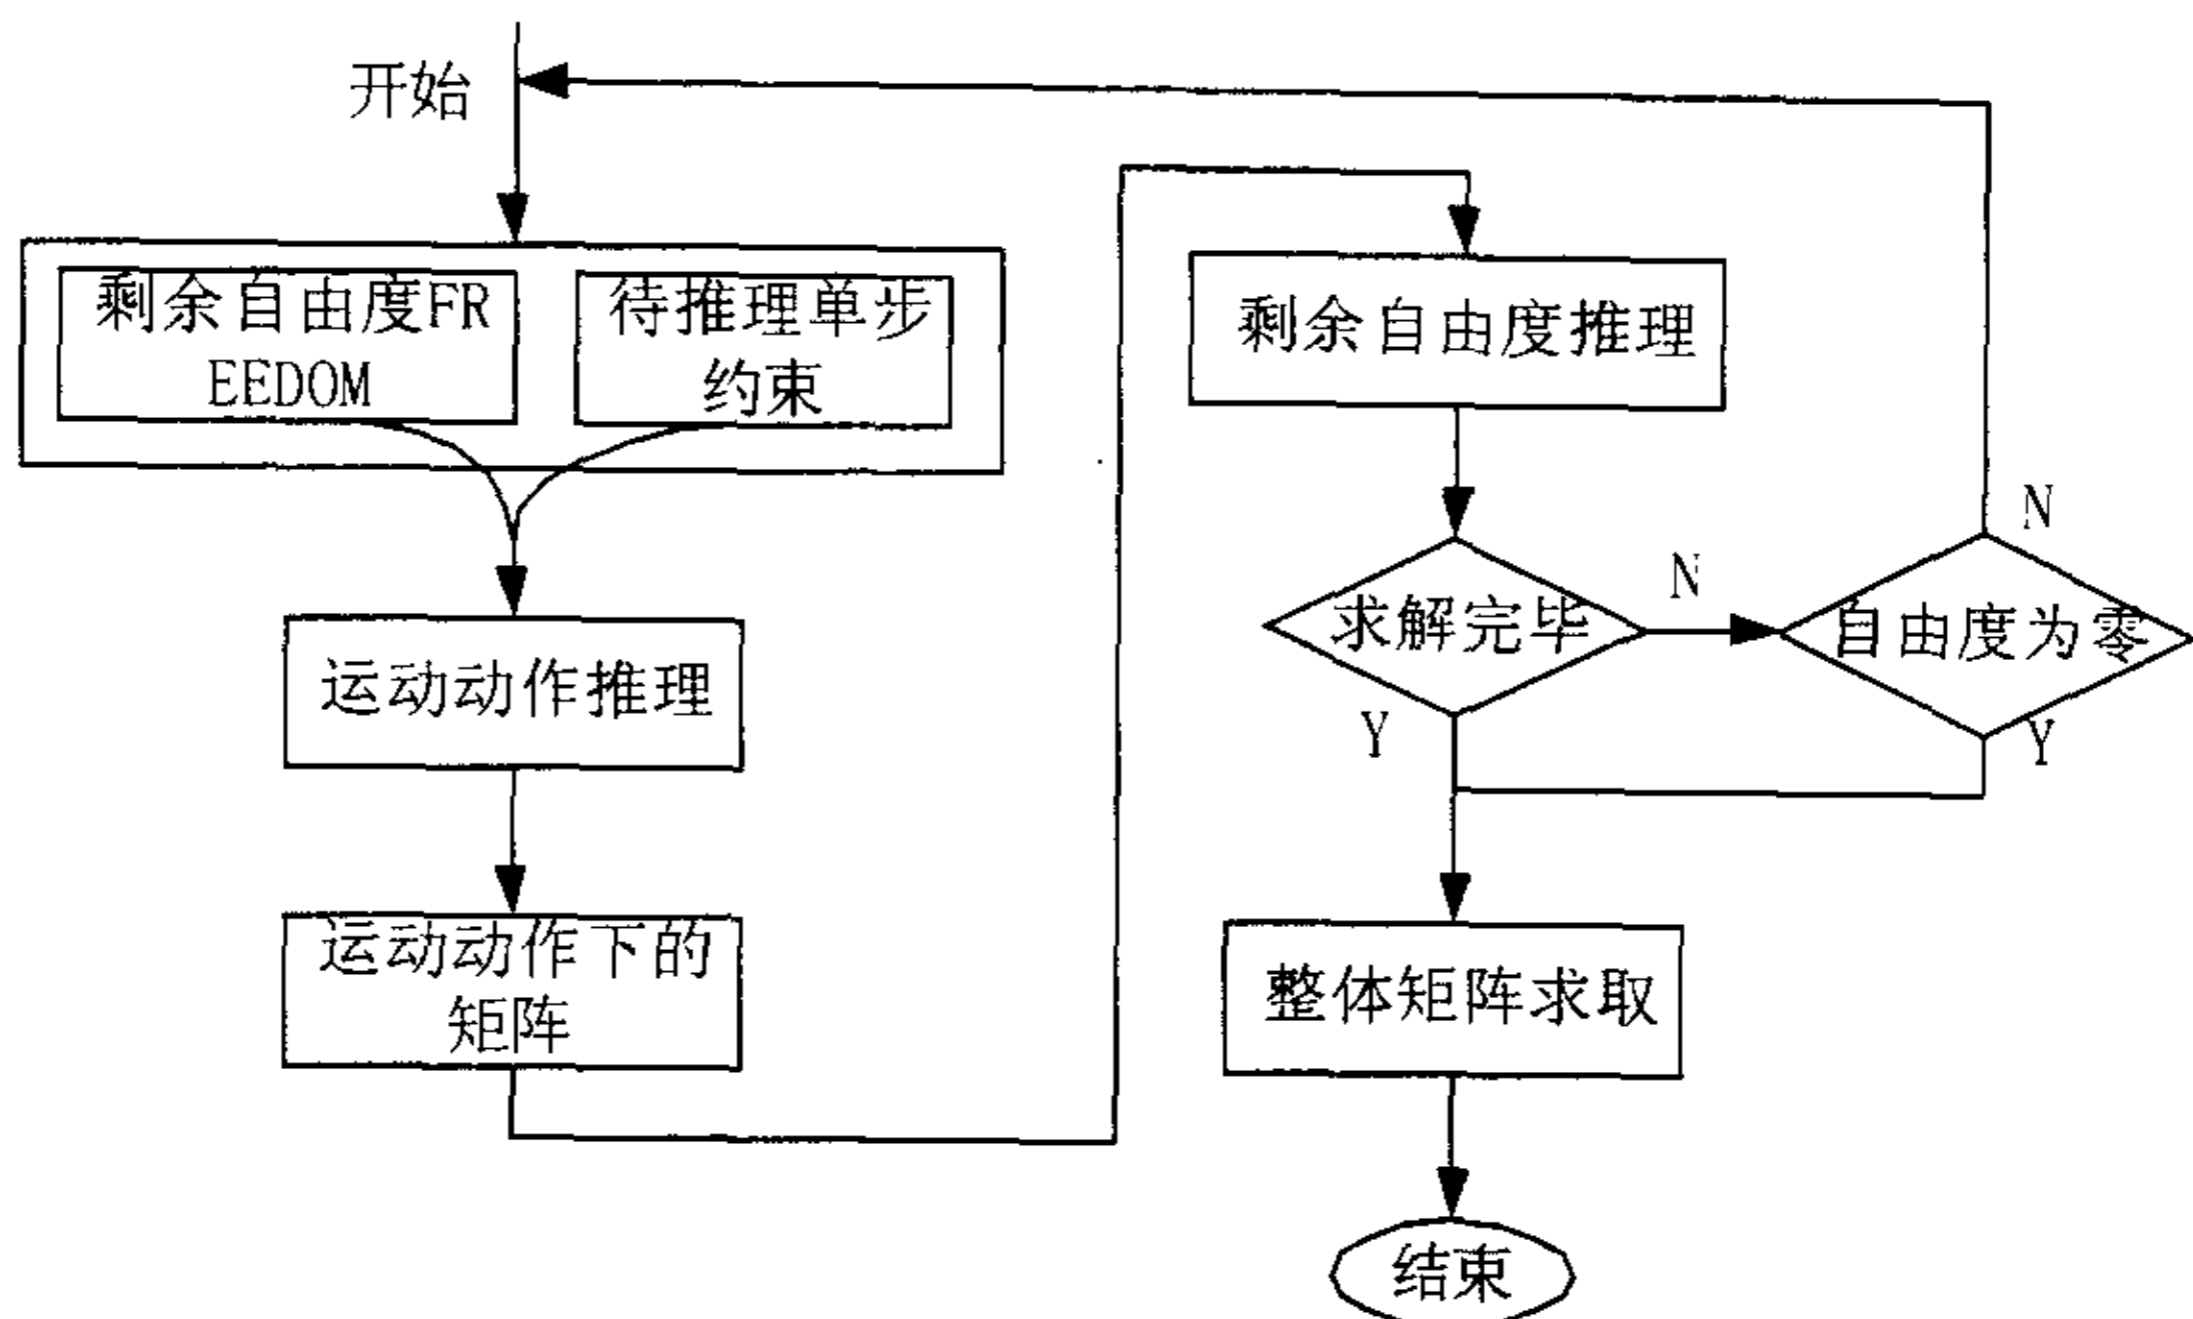 开始
剩余自由度FR
EEDOM
待推理单步
约束
运动动作推理
运动动作下的
矩阵
剩余自由度推理
求解完毕
N
Y
自由度为零
N
Y
整体矩阵求取
结束